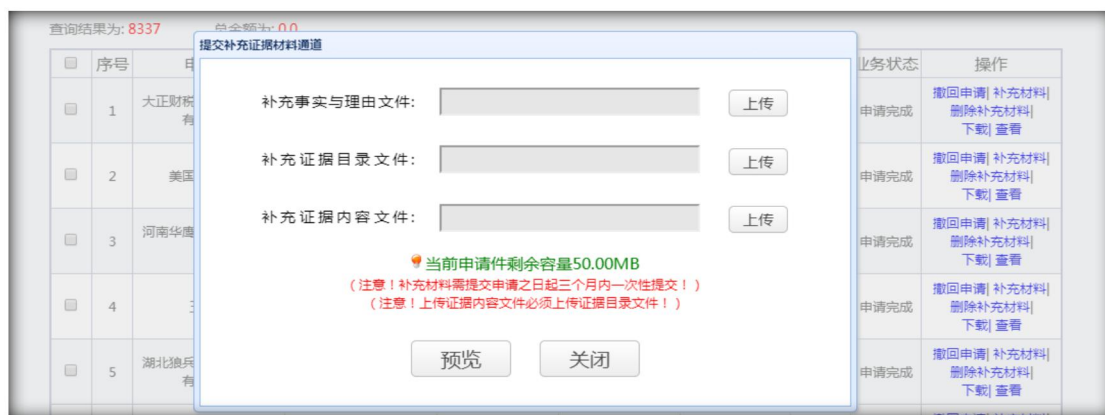 查询结果为: 8337 总金额为: 0.0
提交补充证据材料通道
序号 业务状态 操作
补充事实与理由文件: 上传
补充证据目录文件: 上传
补充证据内容文件: 上传
当前申请件剩余容量50.00MB
(注意！补充材料需提交申请之日起三个月内一次性提交！)
(注意！上传证据内容文件必须上传证据目录文件！)
预览 关闭
1 大正财税 有 申请完成 撤回申请| 补充材料|
删除补充材料|
下载| 查看
2 美国 申请完成 撤回申请| 补充材料|
删除补充材料|
下载| 查看
3 河南华鹰 申请完成 撤回申请| 补充材料|
删除补充材料|
下载| 查看
4 申请完成 撤回申请| 补充材料|
删除补充材料|
下载| 查看
5 湖北狼兵 有 申请完成 撤回申请| 补充材料|
删除补充材料|
下载| 查看